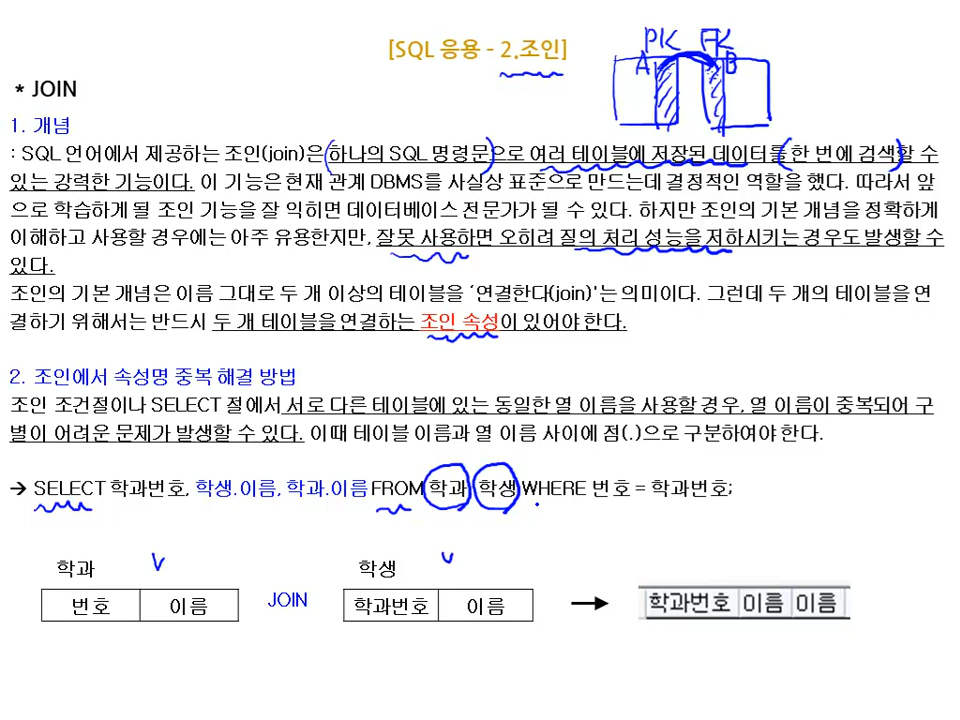 [SQL 응용 - 2.조인]
PK FK
A B
* JOIN
1. 개념
: SQL 언어에서 제공하는 조인(join)은 하나의 SQL 명령문으로 여러 테이블에 저장된 데이터를 한 번에 검색할 수
있는 강력한 기능이다. 이 기능은 현재 관계 DBMS를 사실상 표준으로 만드는데 결정적인 역할을 했다. 따라서 앞
으로 학습하게 될 조인 기능을 잘 익히면 데이터베이스 전문가가 될 수 있다. 하지만 조인의 기본 개념을 정확하게
이해하고 사용할 경우에는 아주 유용한지만, 잘못 사용하면 오히려 질의 처리 성능을 저하시키는 경우도 발생할 수
있다.
조인의 기본 개념은 이름 그대로 두 개 이상의 테이블을 ‘연결한다(join)'는 의미이다. 그런데 두 개의 테이블을 연
결하기 위해서는 반드시 두 개 테이블을 연결하는 조인 속성이 있어야 한다.
2. 조인에서 속성명 중복 해결 방법
조인 조건절이나 SELECT 절에서 서로 다른 테이블에 있는 동일한 열 이름을 사용할 경우, 열 이름이 중복되어 구
별이 어려운 문제가 발생할 수 있다. 이때 테이블 이름과 열 이름 사이에 점(.)으로 구분하여야 한다.
→ SELECT 학과번호, 학생.이름, 학과.이름 FROM 학과 학생 WHERE 번호 = 학과번호;
학과 학생
번호 이름 JOIN 학과번호 이름 → 학과번호 이름 이름